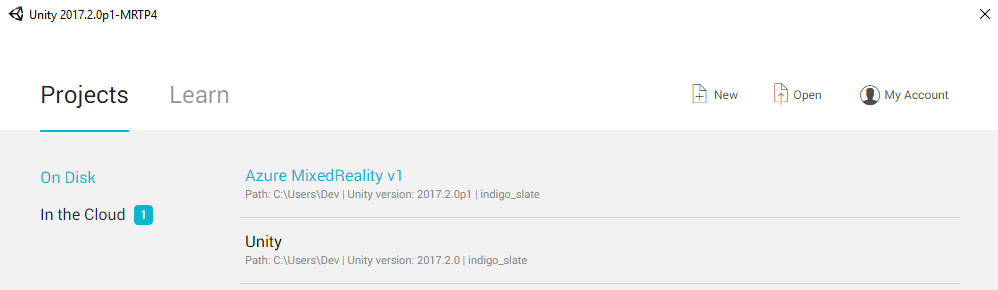 Unity 2017.2.0p1-MRTP4
Projects Learn New Open My Account
On Disk
In the Cloud 1
Azure MixedReality v1
Path: C:\Users\Dev | Unity version: 2017.2.0p1 | indigo_slate
Unity
Path: C:\Users\Dev | Unity version: 2017.2.0 | indigo_slate